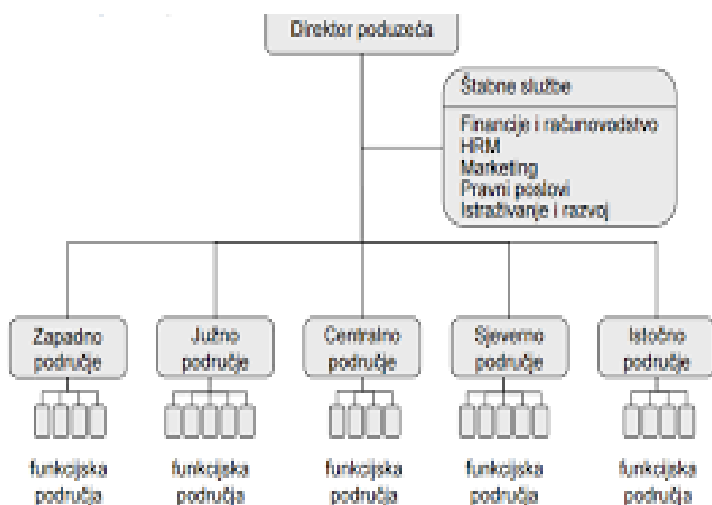 Direktor poduzeća
Štabne službe
Financije i računovodstvo
HRM
Marketing
Pravni poslovi
Istraživanje i razvoj
Zapadno
područje
Južno
područje
Centralno
područje
Sjeverno
područje
Istočno
područje
funkcijska
područja
funkcijska
područja
funkcijska
područja
funkcijska
područja
funkcijska
područja